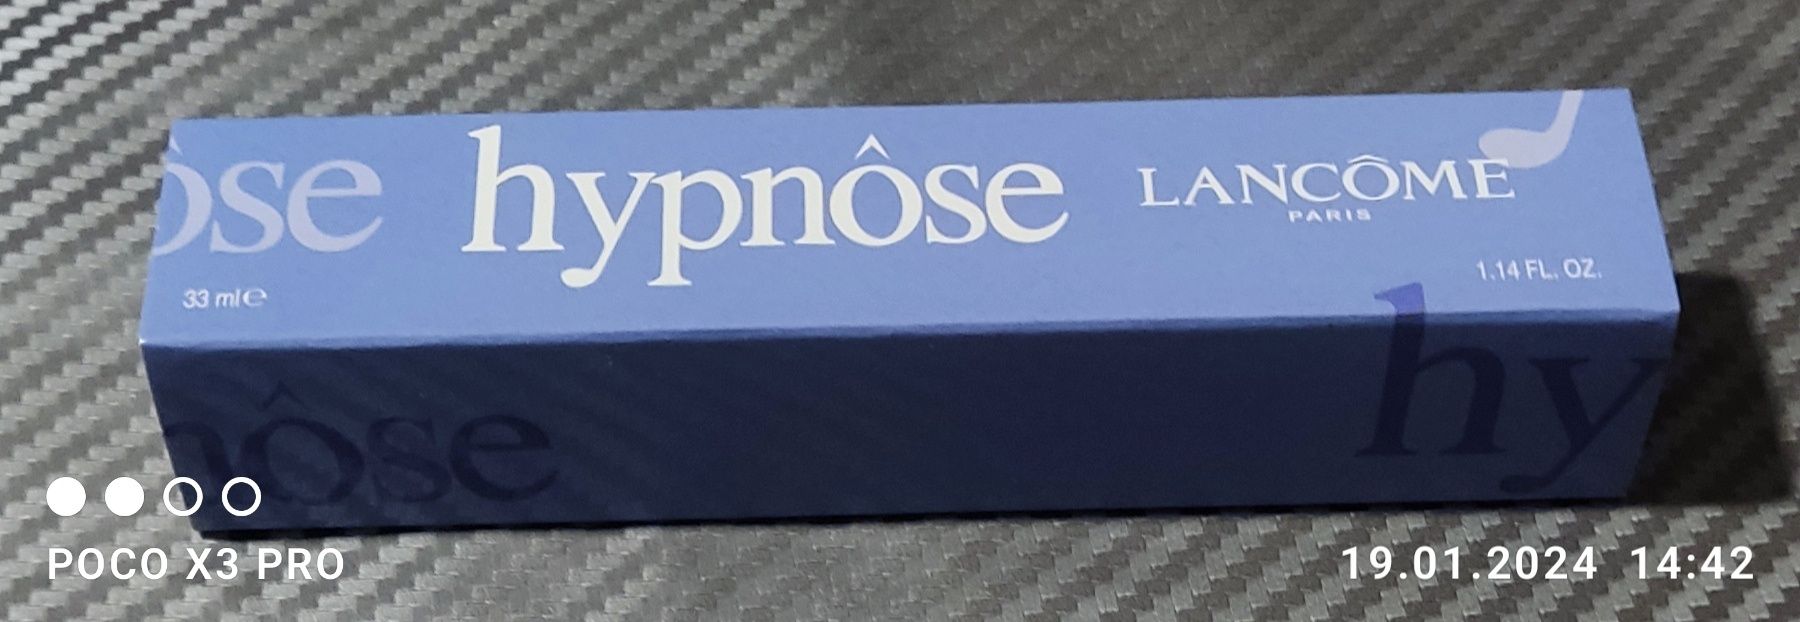 ôse
hypnôse
LANCÔME
PARIS
33 ml ℮
1.14 FL. OZ.
hy
nôse
POCO X3 PRO
19.01.2024 14:42